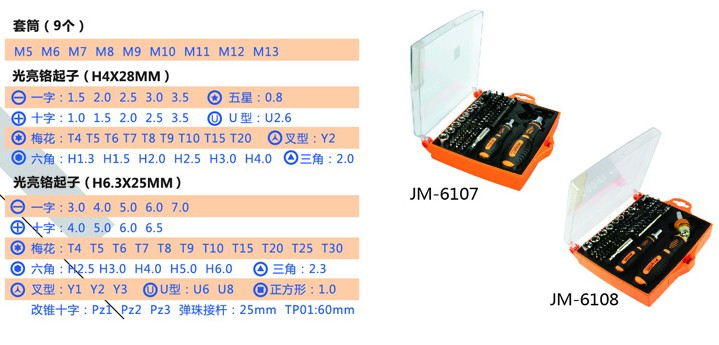 套筒（9个）
M5 M6 M7 M8 M9 M10 M11 M12 M13
光亮铬起子（H4X28MM）
一字：1.5 2.0 2.5 3.0 3.5 五星：0.8
十字：1.0 1.5 2.0 2.5 3.5 U型：U2.6
梅花：T4 T5 T6 T7 T8 T9 T10 T15 T20 叉型：Y2
六角：H1.3 H1.5 H2.0 H2.5 H3.0 H4.0 三角：2.0
光亮铬起子（H6.3X25MM）
一字：3.0 4.0 5.0 6.0 7.0
十字：4.0 5.0 6.0 6.5
梅花：T4 T5 T6 T7 T8 T9 T10 T15 T20 T25 T30
六角：H2.5 H3.0 H4.0 H5.0 H6.0 三角：2.3
叉型：Y1 Y2 Y3 U型：U6 U8 正方形：1.0
改锥十字：Pz1 Pz2 Pz3 弹珠接杆：25mm TP01:60mm
JM-6107
JM-6108